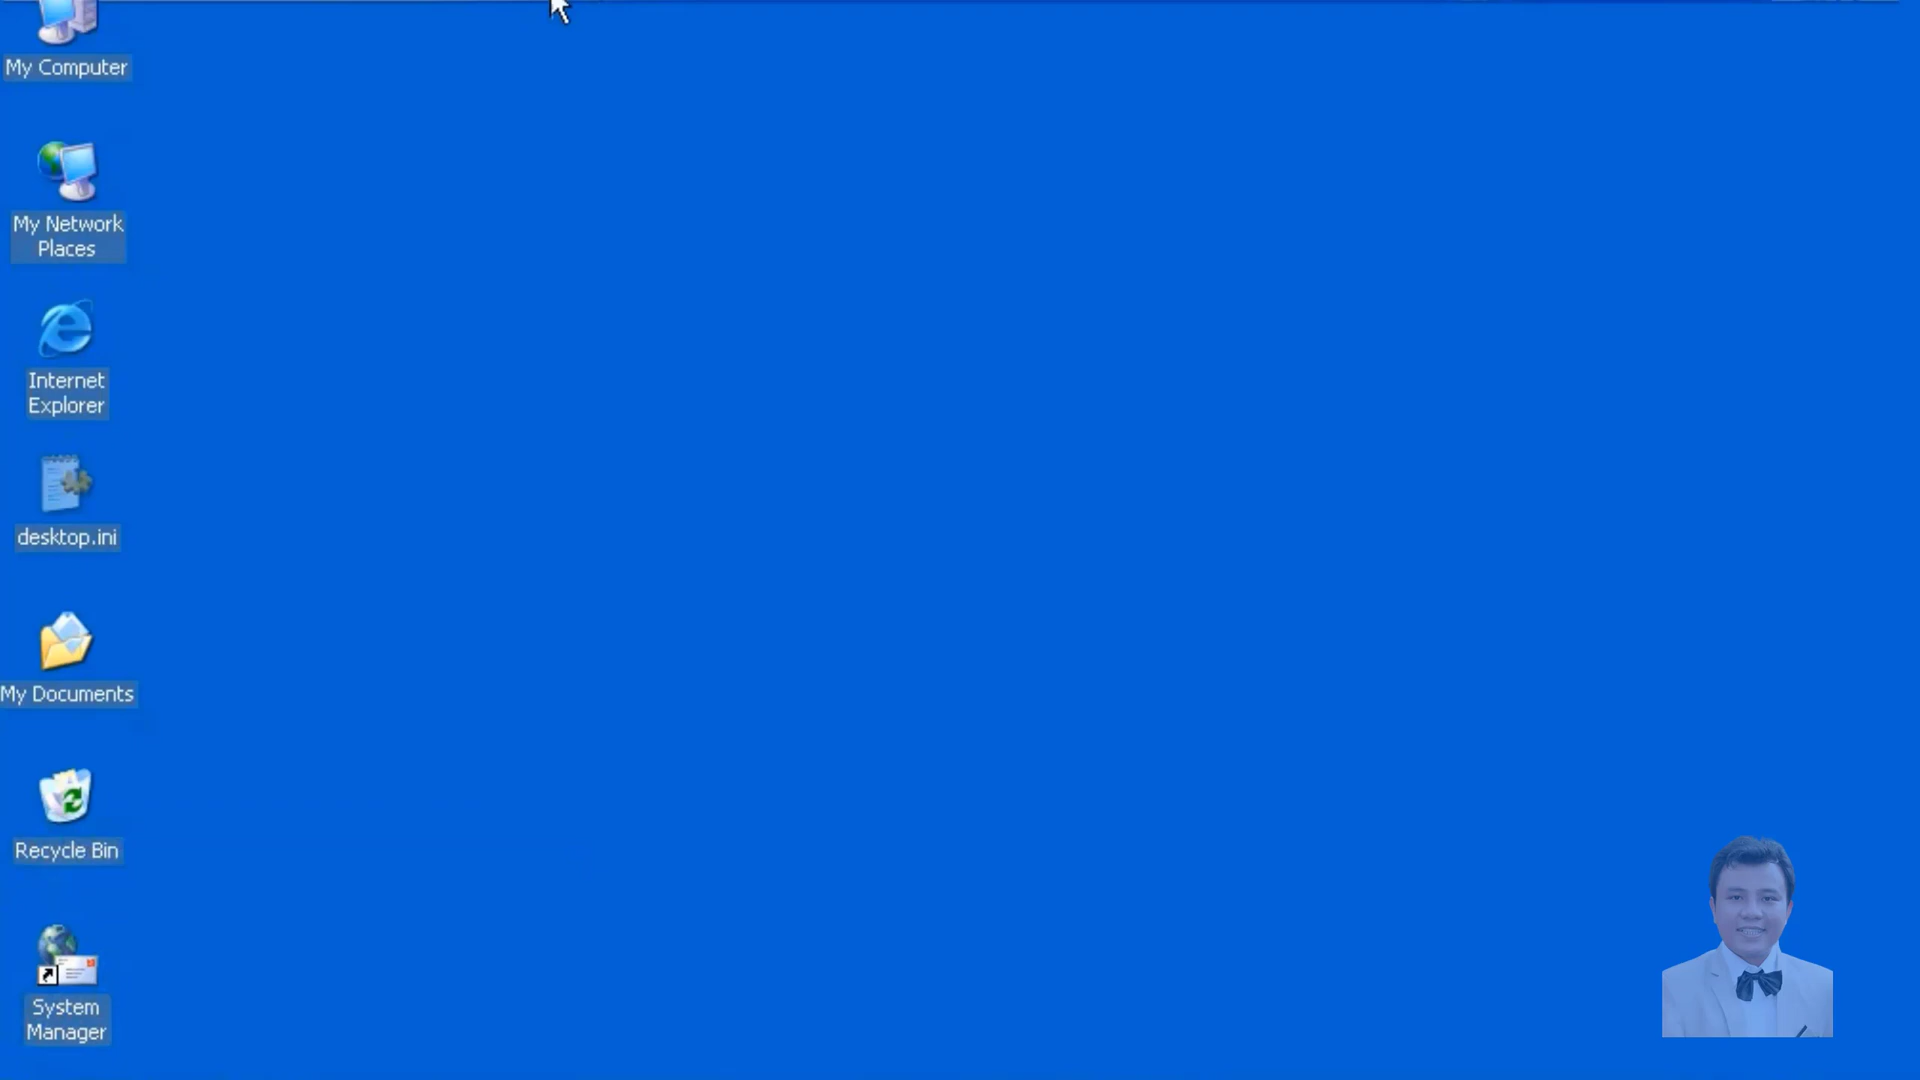 My Computer
My Network
Places
Internet
Explorer
desktop.ini
My Documents
Recycle Bin
System
Manager